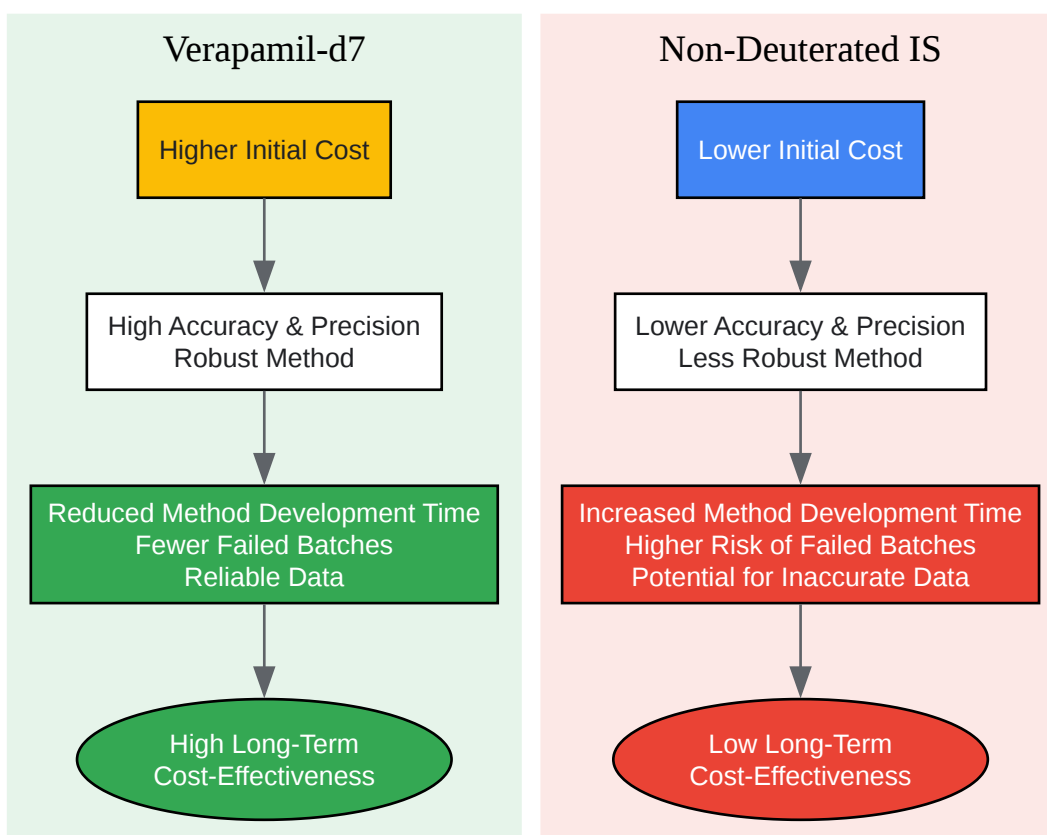 Verapamil-d7
Higher Initial Cost
High Accuracy & Precision
Robust Method
Reduced Method Development Time
Fewer Failed Batches
Reliable Data
High Long-Term
Cost-Effectiveness
Non-Deuterated IS
Lower Initial Cost
Lower Accuracy & Precision
Less Robust Method
Increased Method Development Time
Higher Risk of Failed Batches
Potential for Inaccurate Data
Low Long-Term
Cost-Effectiveness